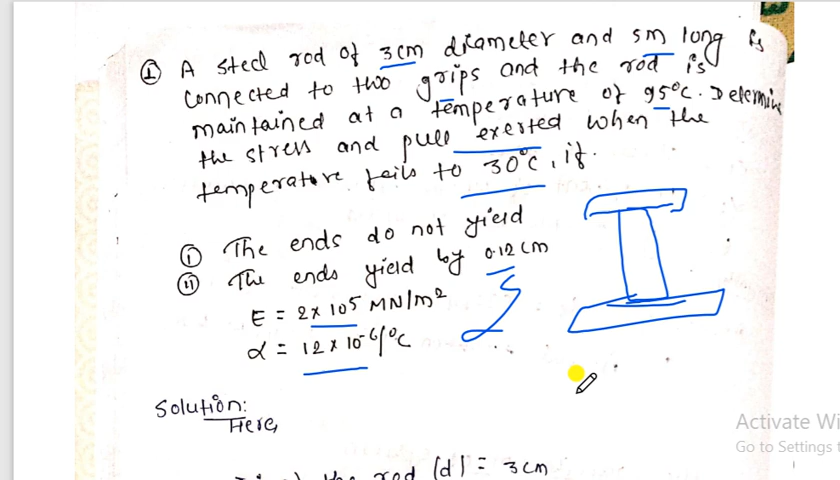 ① A steel rod of 3cm diameter and 5m long is
connected to two grips and the rod is
maintained at a temperature of 95°C. Determine
the stress and pull exerted when the
temperature falls to 30°C, if.
(i) The ends do not yield
(ii) The ends yield by 0.12 cm
E = 2 × 10⁵ MN/m²
α = 12 × 10⁻⁶/°C
Solution:
Here,
the rod (d) = 3cm
Activate Wi
Go to Settings t